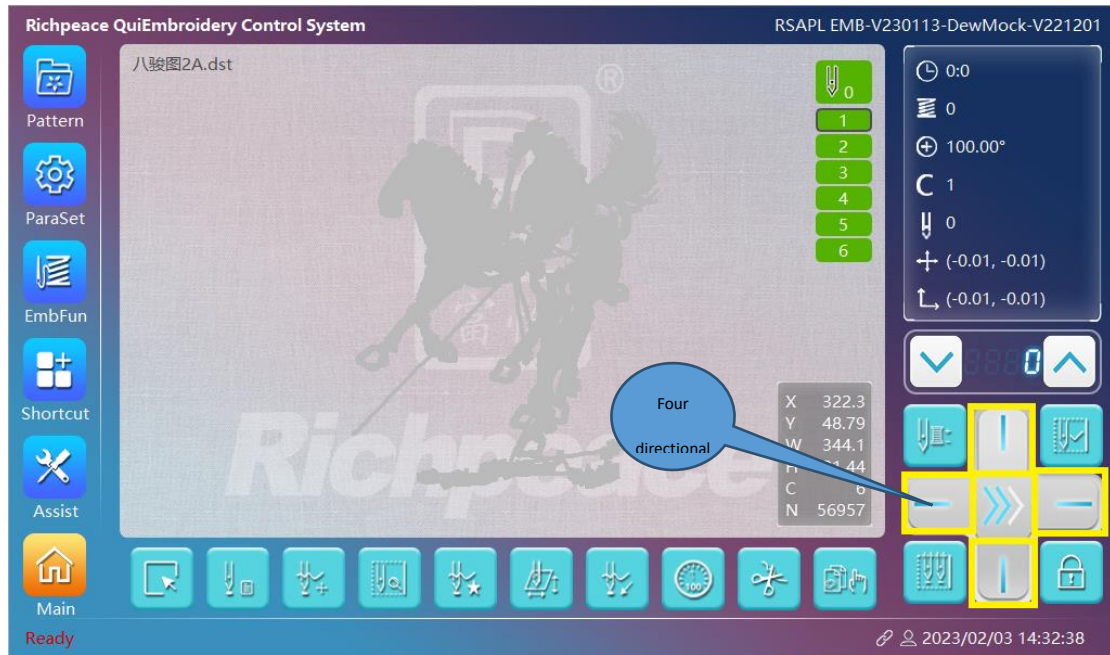 Richpeace QuiEmbroidery Control System
RSAPL EMB-V230113-DewMock-V221201
Pattern
ParaSet
EmbFun
Shortcut
Assist
Main
Ready
八骏图2A.dst
®
富
Richpeace
0
1
2
3
4
5
6
0:0
0
100.00°
C 1
0
(-0.01, -0.01)
(-0.01, -0.01)
0
Four
directional
X 322.3
Y 48.79
W 344.1
C 6
N 56957
100
2023/02/03 14:32:38